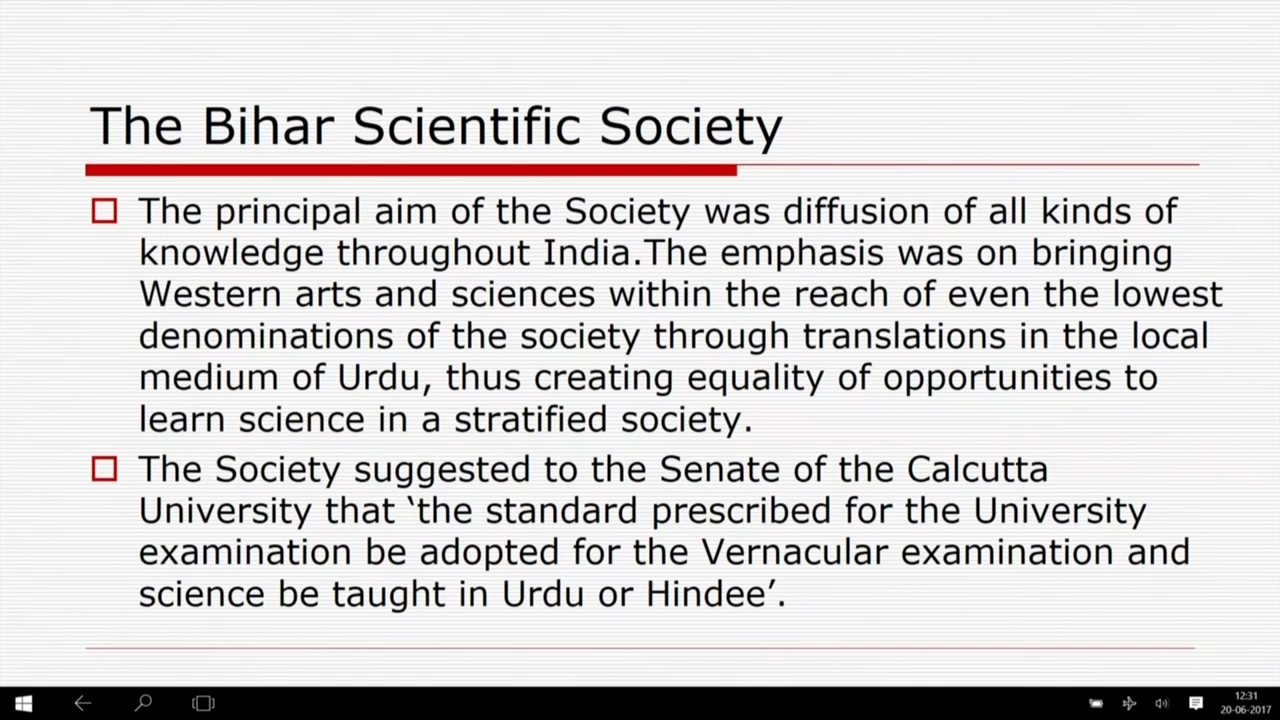 The Bihar Scientific Society
The principal aim of the Society was diffusion of all kinds of
knowledge throughout India.The emphasis was on bringing
Western arts and sciences within the reach of even the lowest
denominations of the society through translations in the local
medium of Urdu, thus creating equality of opportunities to
learn science in a stratified society.
The Society suggested to the Senate of the Calcutta
University that ‘the standard prescribed for the University
examination be adopted for the Vernacular examination and
science be taught in Urdu or Hindee’.
12:31
20-06-2017